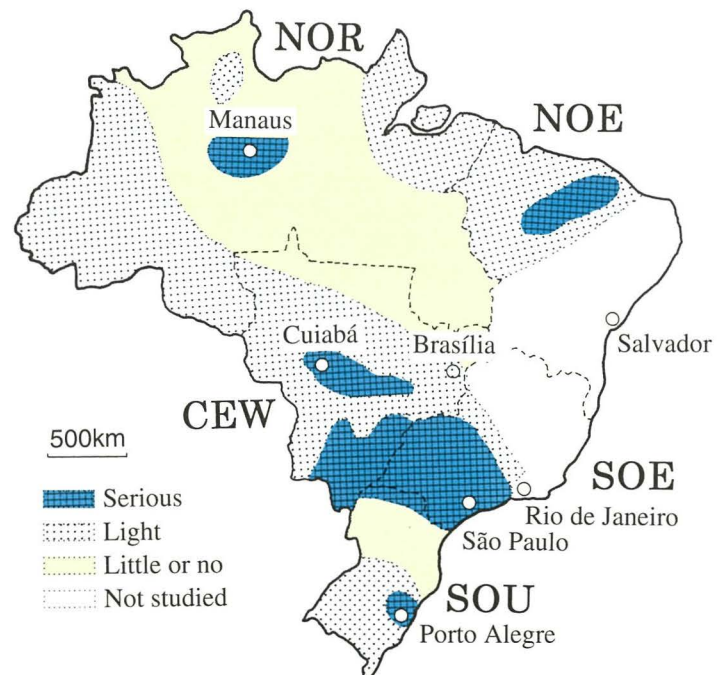 NOR
Manaus
NOE
Cuiabá
Brasília
Salvador
CEW
500km
SOE
Serious
Light
Little or no
Not studied
Rio de Janeiro
São Paulo
SOU
Porto Alegre